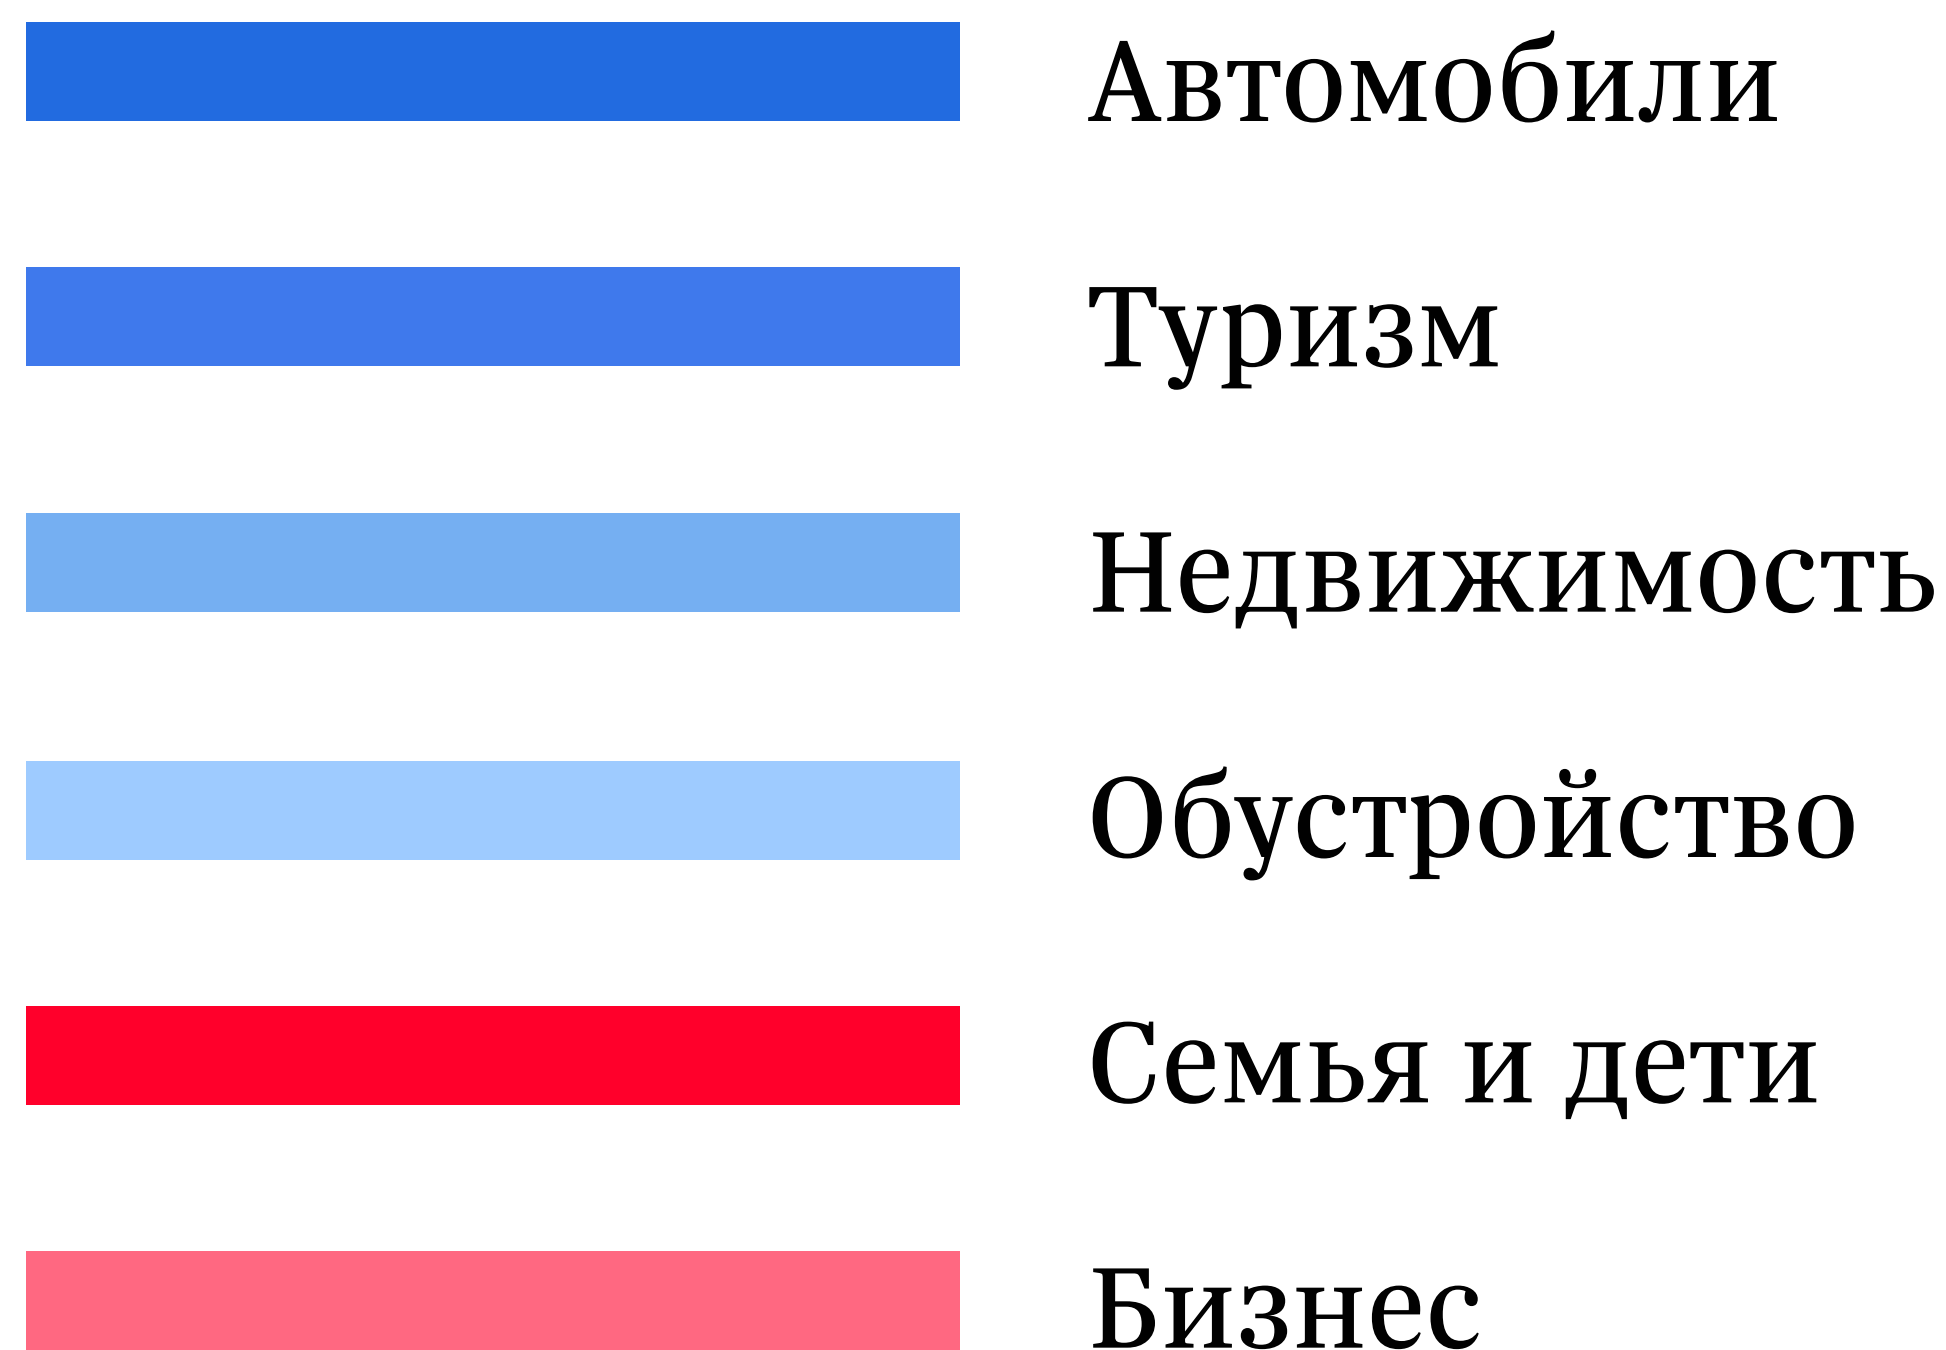 Автомобили
Туризм
Недвижимость
Обустройство
Семья и дети
Бизнес